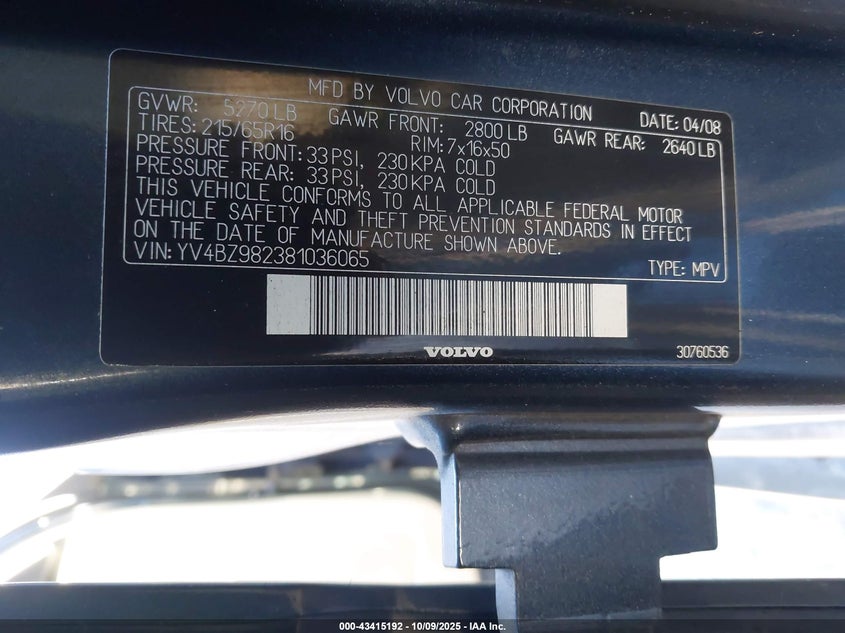 MFD BY VOLVO CAR CORPORATION DATE: 04/08
GVWR: 5270 LB GAWR FRONT: 2800 LB GAWR REAR: 2640 LB
TIRES: 215/65R16 RIM: 7x16x50
PRESSURE FRONT: 33 PSI, 230 KPA COLD
PRESSURE REAR: 33 PSI, 230 KPA COLD
THIS VEHICLE CONFORMS TO ALL APPLICABLE FEDERAL MOTOR
VEHICLE SAFETY AND THEFT PREVENTION STANDARDS IN EFFECT
ON THE DATE OF MANUFACTURE SHOWN ABOVE.
VIN: YV4BZ982381036065 TYPE: MPV
VOLVO 30760536
000-43415192 - 10/09/2025 - IAA Inc.